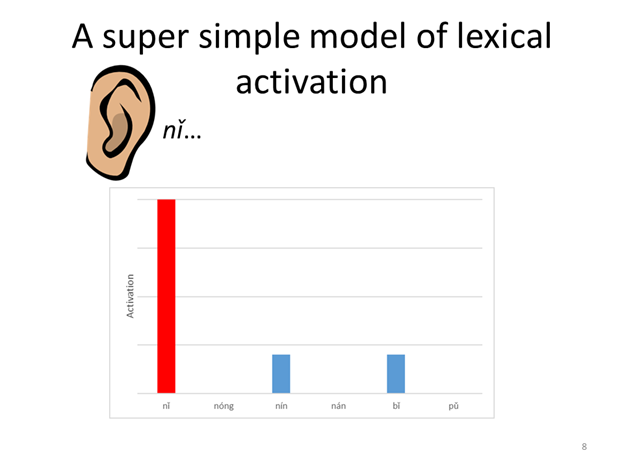 A super simple model of lexical
activation
nǐ…
Activation
nǐ nóng nín nán bǐ pǔ
8